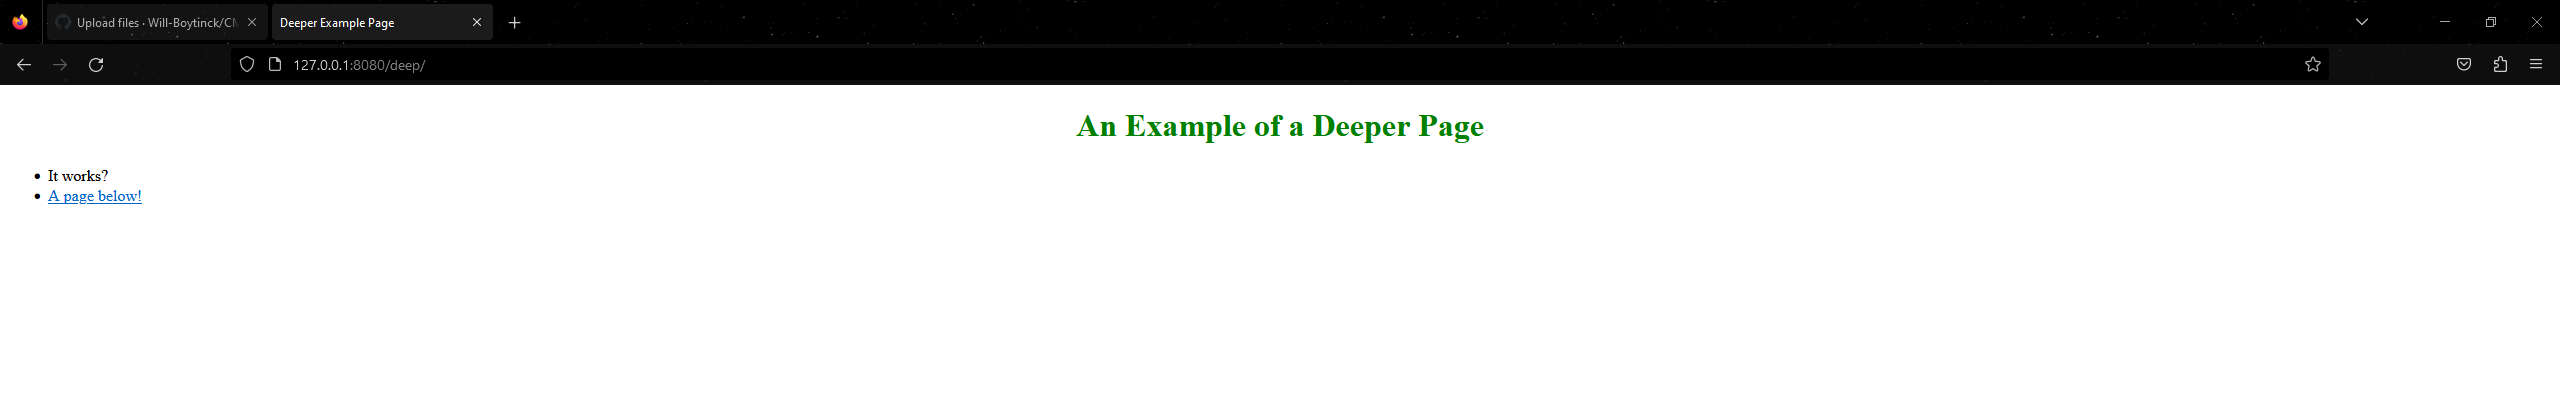 Upload files · Will-Boytinck/CM
Deeper Example Page
127.0.0.1:8080/deep/
An Example of a Deeper Page
It works?
A page below!